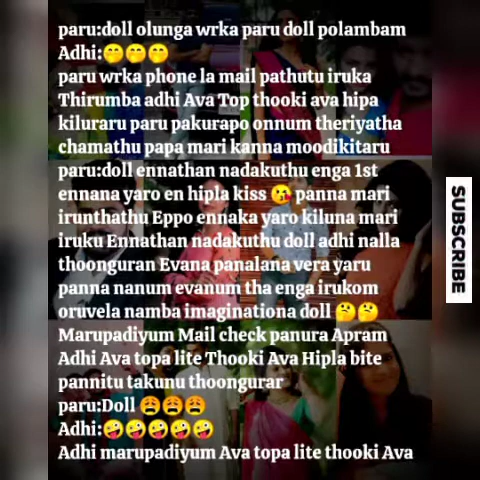 paru:doll olunga wrka paru doll polambam
Adhi:🤭🤭🤭
paru wrka phone la mail pathutu iruka
Thirumba adhi Ava Top thooki ava hipa
kiluraru paru pakurapo onnum theriyatha
chamathu papa mari kanna moodikitaru
paru:doll ennathan nadakuthu enga 1st
ennana yaro en hipla kiss 😘 panna mari
irunthathu Eppo ennaka yaro kiluna mari
iruku Ennathan nadakuthu doll adhi nalla
thoonguran Evana panalana vera yaru
panna nanum evanum tha enga irukom
oruvela namba imaginationa doll 🤔🤔
Marupadiyum Mail check panura Apram
Adhi Ava topa lite Thooki Ava Hipla bite
pannitu takunu thoongurar
paru:Doll 😩😩😩
Adhi:🤪🤪🤪🤪🤪
Adhi marupadiyum Ava topa lite thooki Ava
SUBSCRIBE